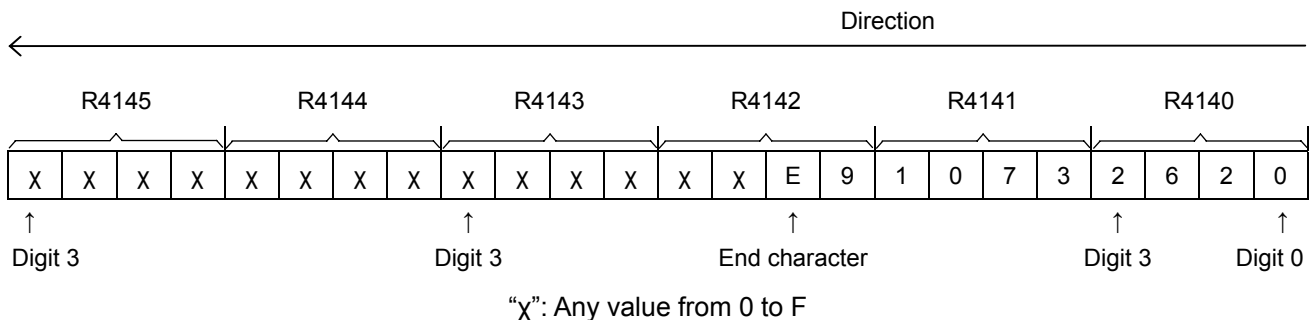 Direction
R4145 R4144 R4143 R4142 R4141 R4140
χ χ χ χ χ χ χ χ χ χ χ χ χ χ E 9 1 0 7 3 2 6 2 0
↑ ↑ ↑ ↑ ↑
Digit 3 Digit 3 End character Digit 3 Digit 0
“χ”: Any value from 0 to F